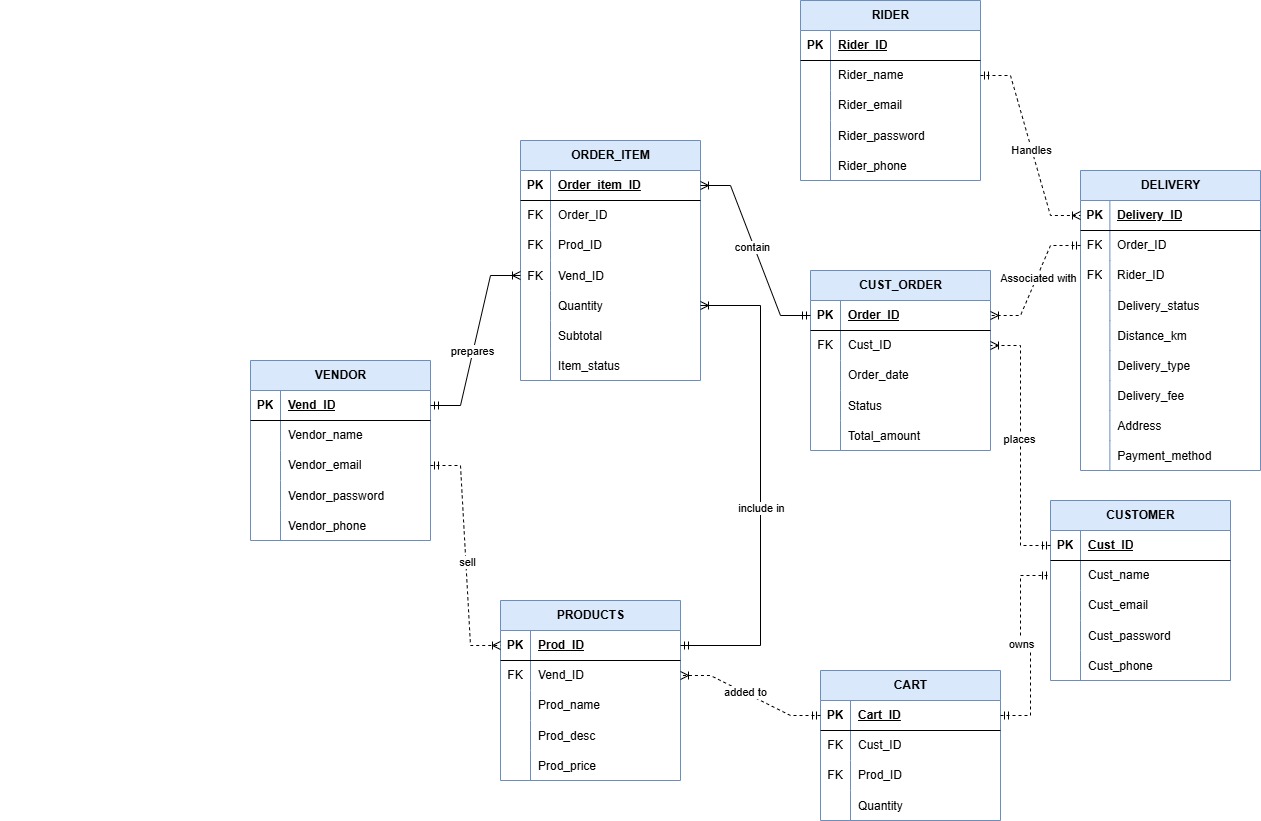 RIDER
PK Rider_ID
Rider_name
Rider_email
Rider_password
Rider_phone
Handles
ORDER_ITEM
PK Order_item_ID
FK Order_ID
FK Prod_ID
FK Vend_ID
Quantity
Subtotal
Item_status
contain
DELIVERY
PK Delivery_ID
FK Order_ID
FK Rider_ID
Delivery_status
Distance_km
Delivery_type
Delivery_fee
Address
Payment_method
Associated with
CUST_ORDER
PK Order_ID
FK Cust_ID
Order_date
Status
Total_amount
prepares
VENDOR
PK Vend_ID
Vendor_name
Vendor_email
Vendor_password
Vendor_phone
places
include in
sell
CUSTOMER
PK Cust_ID
Cust_name
Cust_email
Cust_password
Cust_phone
owns
PRODUCTS
PK Prod_ID
FK Vend_ID
Prod_name
Prod_desc
Prod_price
added to
CART
PK Cart_ID
FK Cust_ID
FK Prod_ID
Quantity